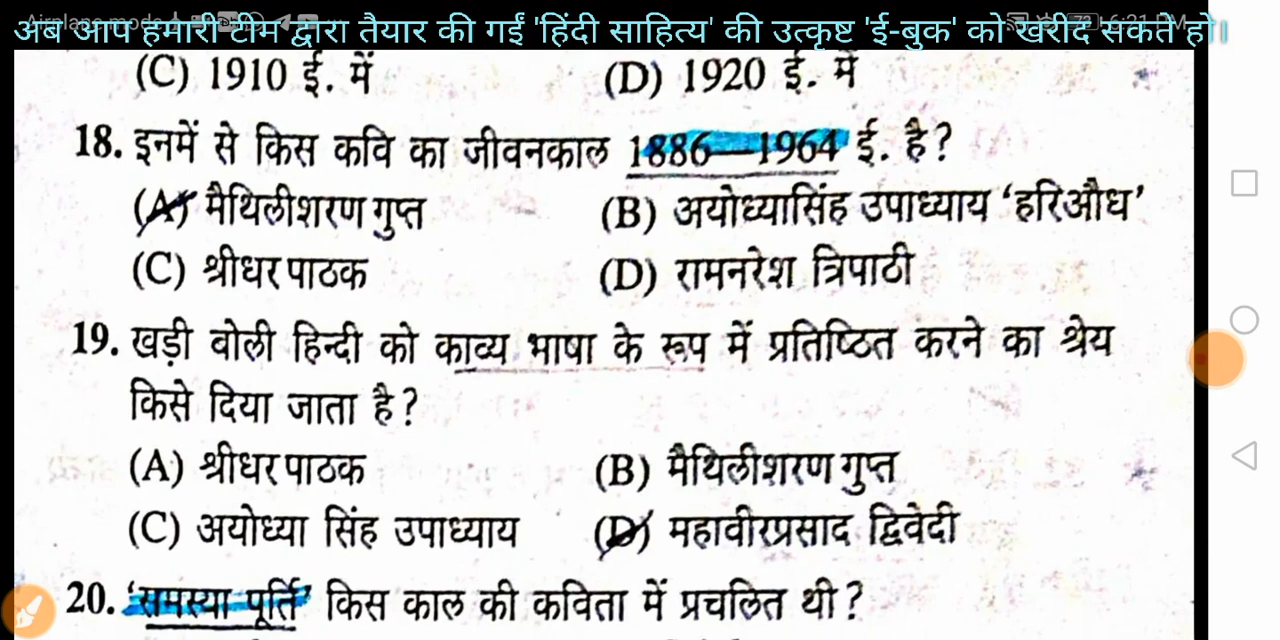 अब आप हमारी टीम द्वारा तैयार की गईं 'हिंदी साहित्य' की उत्कृष्ट 'ई-बुक' को खरीद सकते हो।
(C) 1910 ई. में (D) 1920 ई. में
18. इनमें से किस कवि का जीवनकाल 1886—1964 ई. है?
(A) मैथिलीशरण गुप्त (B) अयोध्यासिंह उपाध्याय ‘हरिऔध’
(C) श्रीधर पाठक (D) रामनरेश त्रिपाठी
19. खड़ी बोली हिन्दी को काव्य भाषा के रूप में प्रतिष्ठित करने का श्रेय
किसे दिया जाता है?
(A) श्रीधर पाठक (B) मैथिलीशरण गुप्त
(C) अयोध्या सिंह उपाध्याय (D) महावीरप्रसाद द्विवेदी
20. ‘समस्या पूर्ति’ किस काल की कविता में प्रचलित थी?